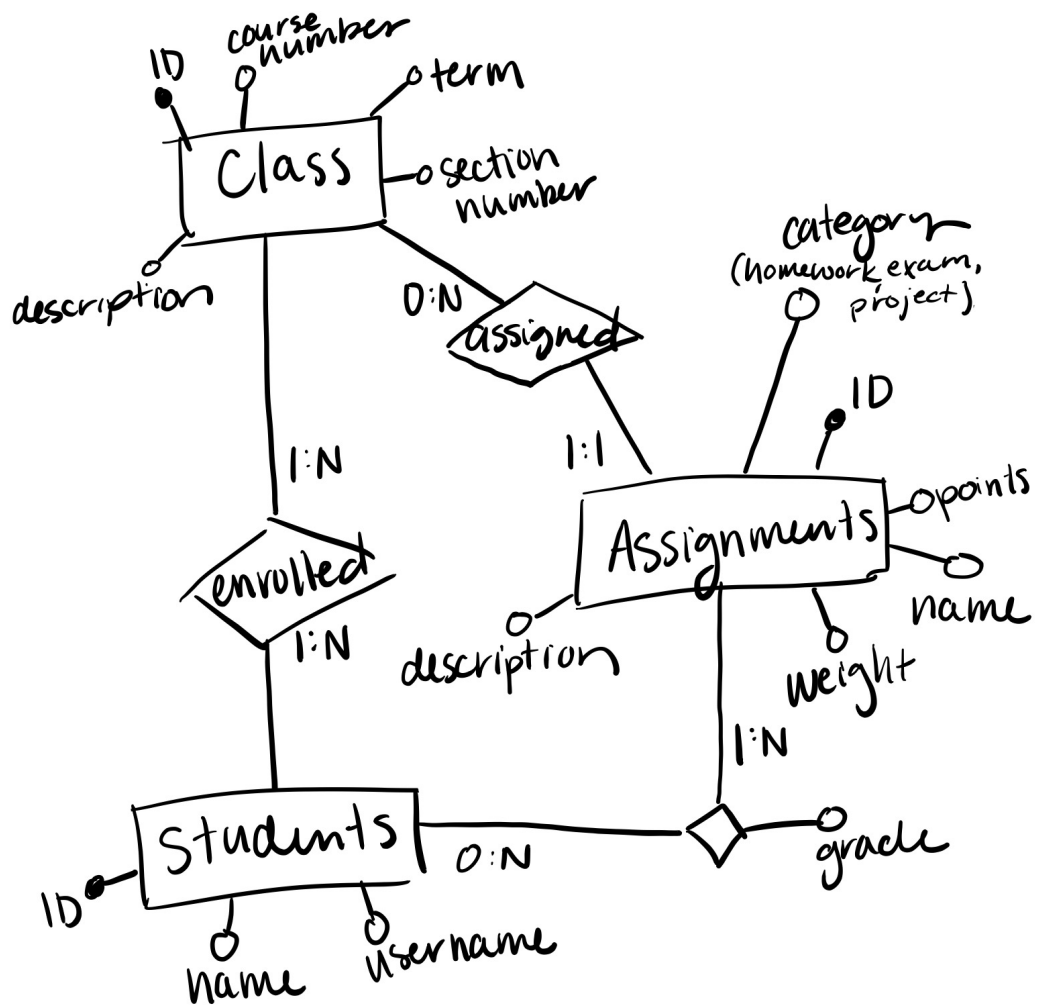 course
number
ID
term
Class
section
number
description
0:N
assigned
category
(homework, exam,
project)
ID
1:N
1:1
points
Assignments
enrolled
1:N
name
description
weight
1:N
Students
0:N
grade
ID
name
username